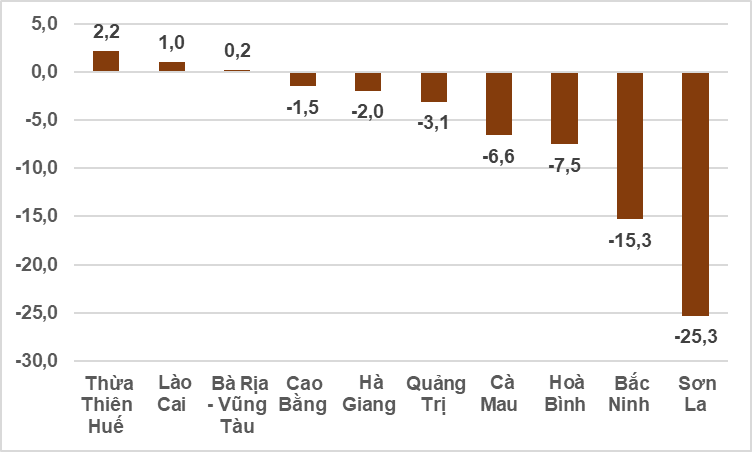 5,0
0,0
-5,0
-10,0
-15,0
-20,0
-25,0
-30,0
2,2
1,0
0,2
-1,5
-2,0
-3,1
-6,6
-7,5
-15,3
-25,3
Thừa
Thiên
Huế
Lào
Cai
Bà Rịa
- Vũng
Tàu
Cao
Bằng
Hà
Giang
Quảng
Trị
Cà
Mau
Hoà
Bình
Bắc
Ninh
Sơn
La